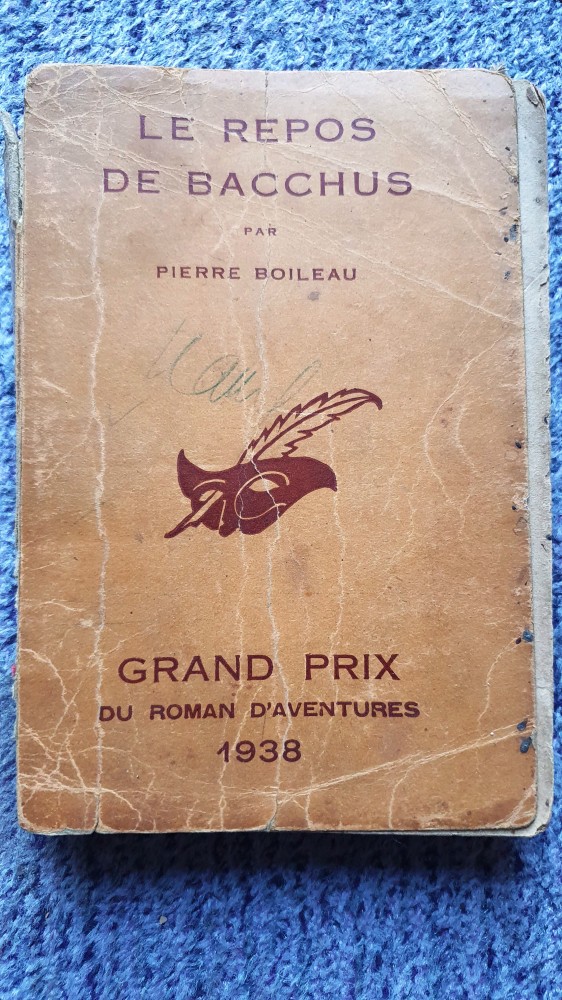 LE REPOS
DE BACCHUS
PAR
PIERRE BOILEAU
GRAND PRIX
DU ROMAN D'AVENTURES
1938